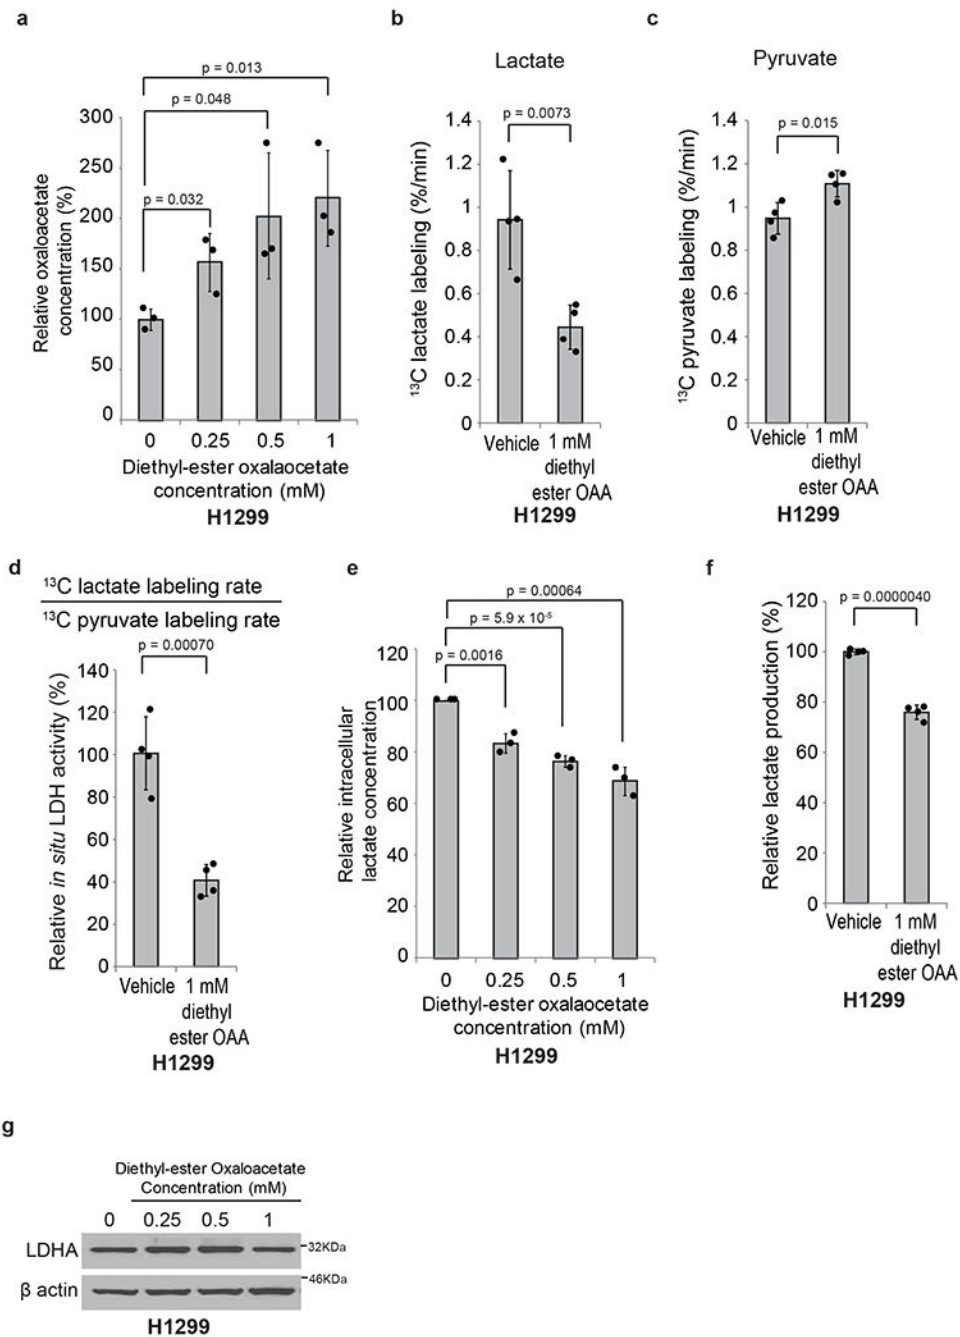 a
p = 0.013
p = 0.048
p = 0.032
Relative oxaloacetate
concentration (%)
300
250
200
150
100
50
0
0 0.25 0.5 1
Diethyl-ester oxalaocetate
concentration (mM)
H1299
b
Lactate
p = 0.0073
¹³C lactate labeling (%/min)
1.4
1.2
1
0.8
0.6
0.4
0.2
0
Vehicle 1 mM
diethyl
ester OAA
H1299
c
Pyruvate
p = 0.015
¹³C pyruvate labeling (%/min)
1.4
1.2
1
0.8
0.6
0.4
0.2
0
Vehicle 1 mM
diethyl
ester OAA
H1299
d
¹³C lactate labeling rate
¹³C pyruvate labeling rate
p = 0.00070
Relative in situ LDH activity (%)
140
120
100
80
60
40
20
0
Vehicle 1 mM
diethyl
ester OAA
H1299
e
p = 0.00064
p = 5.9 x 10⁻⁵
p = 0.0016
Relative intracellular
lactate concentration
120
100
80
60
40
20
0
0 0.25 0.5 1
Diethyl-ester oxalaocetate
concentration (mM)
H1299
f
p = 0.0000040
Relative lactate production (%)
120
100
80
60
40
20
0
Vehicle 1 mM
diethyl
ester OAA
H1299
g
Diethyl-ester Oxaloacetate
Concentration (mM)
0 0.25 0.5 1
LDHA 32KDa
46KDa
β actin
H1299